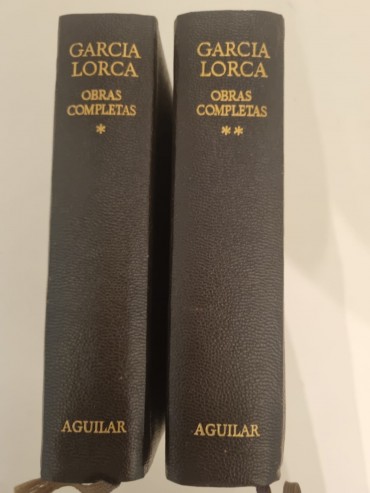 GARCIA
LORCA
OBRAS
COMPLETAS
*
AGUILAR
GARCIA
LORCA
OBRAS
COMPLETAS
**
AGUILAR